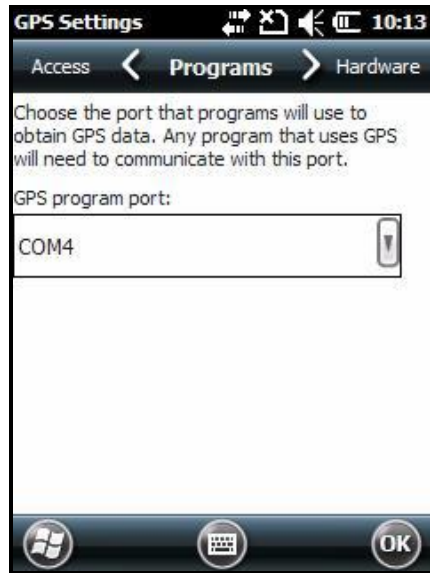 GPS Settings 10:13
Access Programs Hardware
Choose the port that programs will use to
obtain GPS data. Any program that uses GPS
will need to communicate with this port.
GPS program port:
COM4
OK